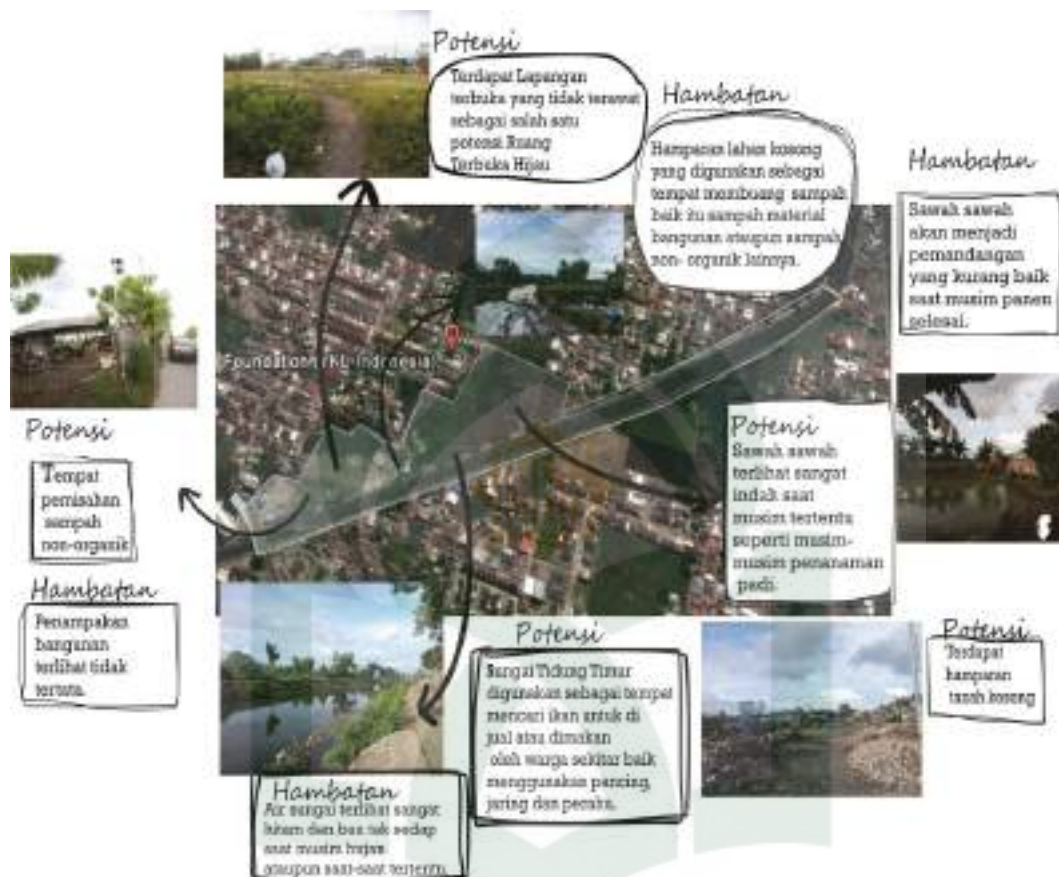 Potensi
Terdapat Lapangan
terbuka yang tidak terawat
sebagai salah satu
potensi Ruang
Terbuka Hijau
Hambatan
Hamparan lahan kosong
yang digunakan sebagai
tempat membuang sampah
baik itu sampah material
bangunan ataupun sampah
non- organik lainnya.
Hambatan
Sawah sawah
akan menjadi
pemandangan
yang kurang baik
saat musim panen
selesai.
Foundation
Indonesia
Potensi
Tempat
pemisahan
sampah
non-organik
Hambatan
Penampakan
bangunan
terlihat tidak
tertata.
Potensi
Sawah sawah
terlihat sangat
indah saat
musim tertentu
seperti musim-
musim penanaman
padi.
Potensi
Sungai Tidung Timur
digunakan sebagai tempat
mencari ikan untuk di
jual atau dimakan
oleh warga sekitar baik
menggunakan pancing,
jaring dan perahu.
Hambatan
Air sungai terlihat sangat
hitam dan bau tak sedap
saat musim hujan
ataupun saat-saat tertentu.
Potensi
Terdapat
hamparan
tanah kosong